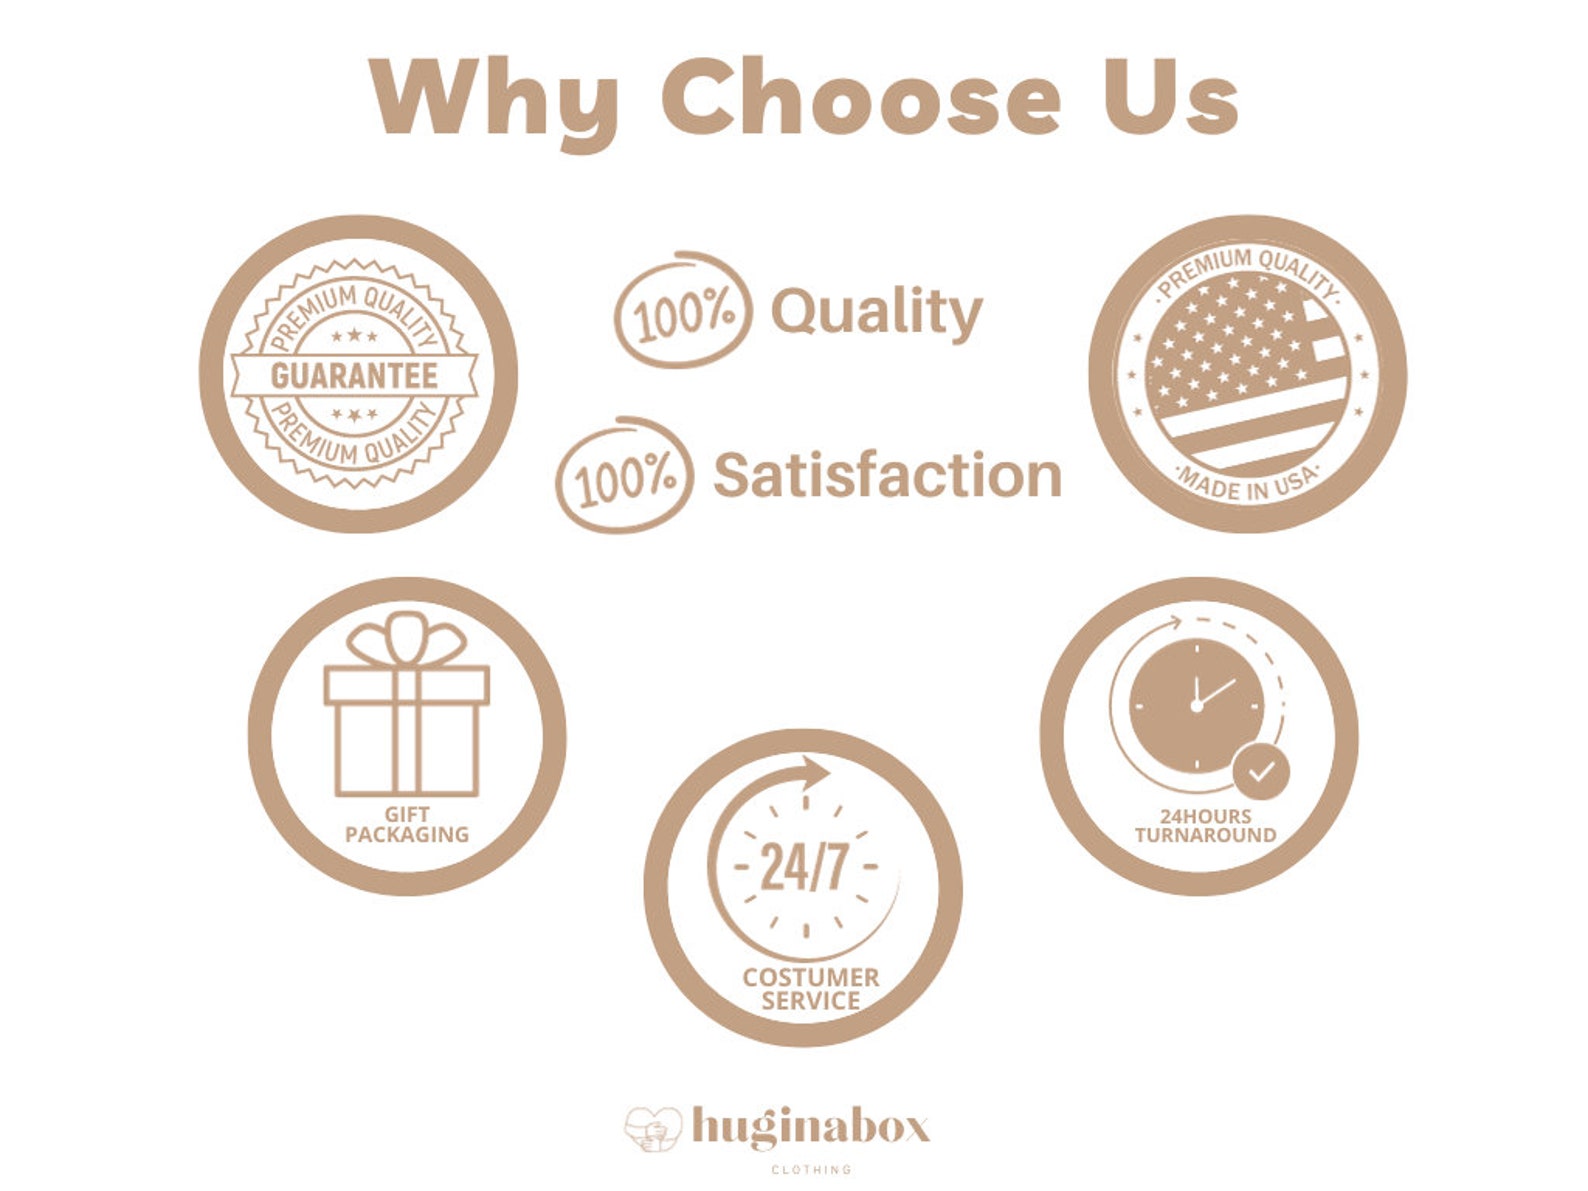 Why Choose Us
PREMIUM QUALITY
GUARANTEE
PREMIUM QUALITY
100% Quality
100% Satisfaction
· PREMIUM QUALITY ·
· MADE IN USA ·
GIFT
PACKAGING
24/7
COSTUMER
SERVICE
24HOURS
TURNAROUND
huginabox
CLOTHING